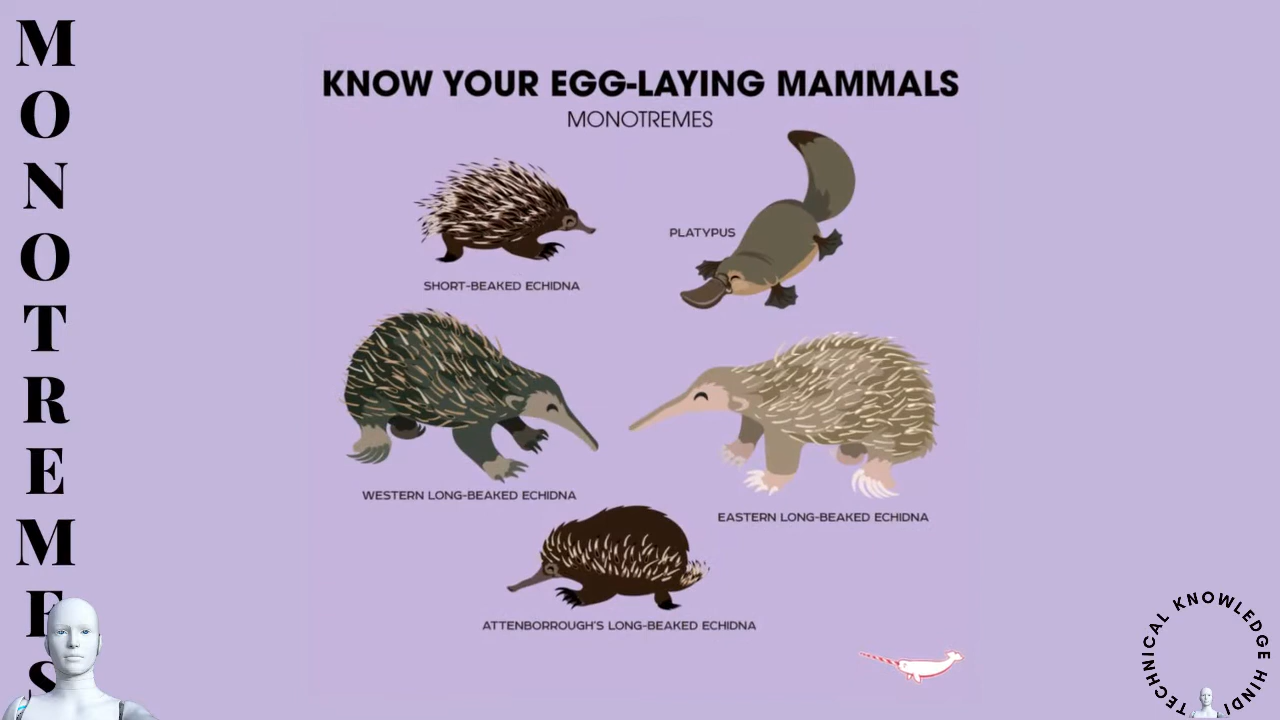 MONOTREMES
KNOW YOUR EGG-LAYING MAMMALS
MONOTREMES
PLATYPUS
SHORT-BEAKED ECHIDNA
WESTERN LONG-BEAKED ECHIDNA
EASTERN LONG-BEAKED ECHIDNA
ATTENBORROUGH'S LONG-BEAKED ECHIDNA
TECHNICAL KNOWLEDGE HINDI